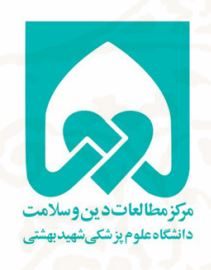 مرکز مطالعات دین و سلامت
دانشگاه علوم پزشکی شهید بهشتی